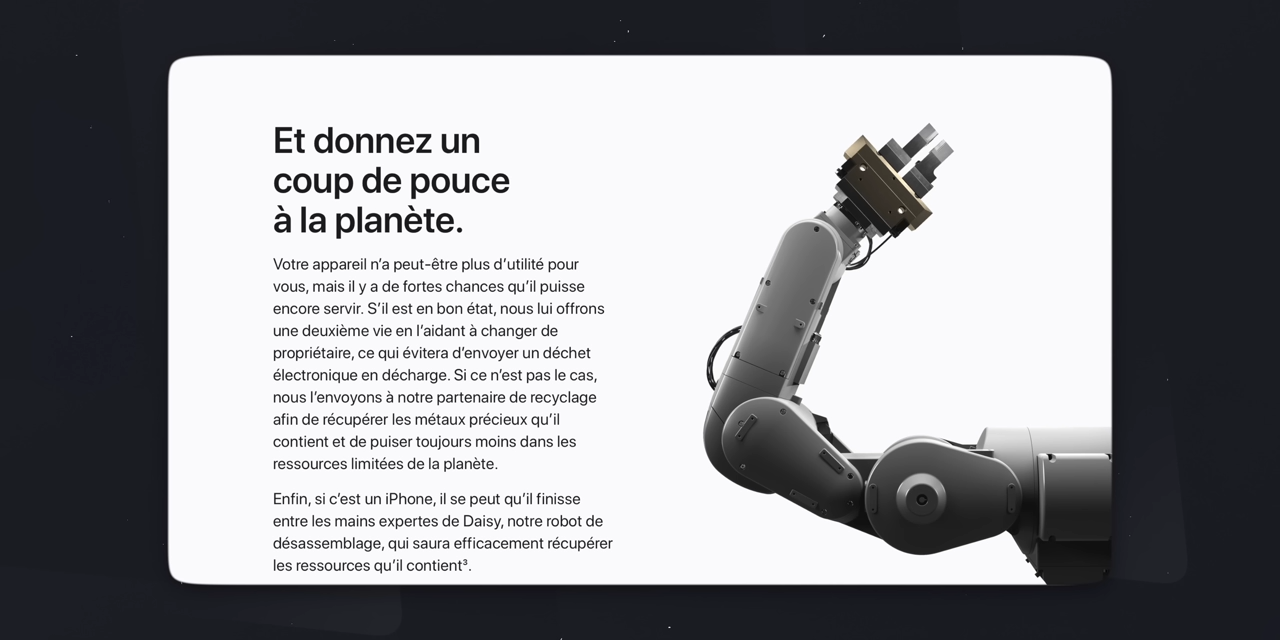 Et donnez un
coup de pouce
à la planète.
Votre appareil n’a peut-être plus d’utilité pour
vous, mais il y a de fortes chances qu’il puisse
encore servir. S’il est en bon état, nous lui offrons
une deuxième vie en l’aidant à changer de
propriétaire, ce qui évitera d’envoyer un déchet
électronique en décharge. Si ce n’est pas le cas,
nous l’envoyons à notre partenaire de recyclage
afin de récupérer les métaux précieux qu’il
contient et de puiser toujours moins dans les
ressources limitées de la planète.
Enfin, si c’est un iPhone, il se peut qu’il finisse
entre les mains expertes de Daisy, notre robot de
désassemblage, qui saura efficacement récupérer
les ressources qu’il contient³.